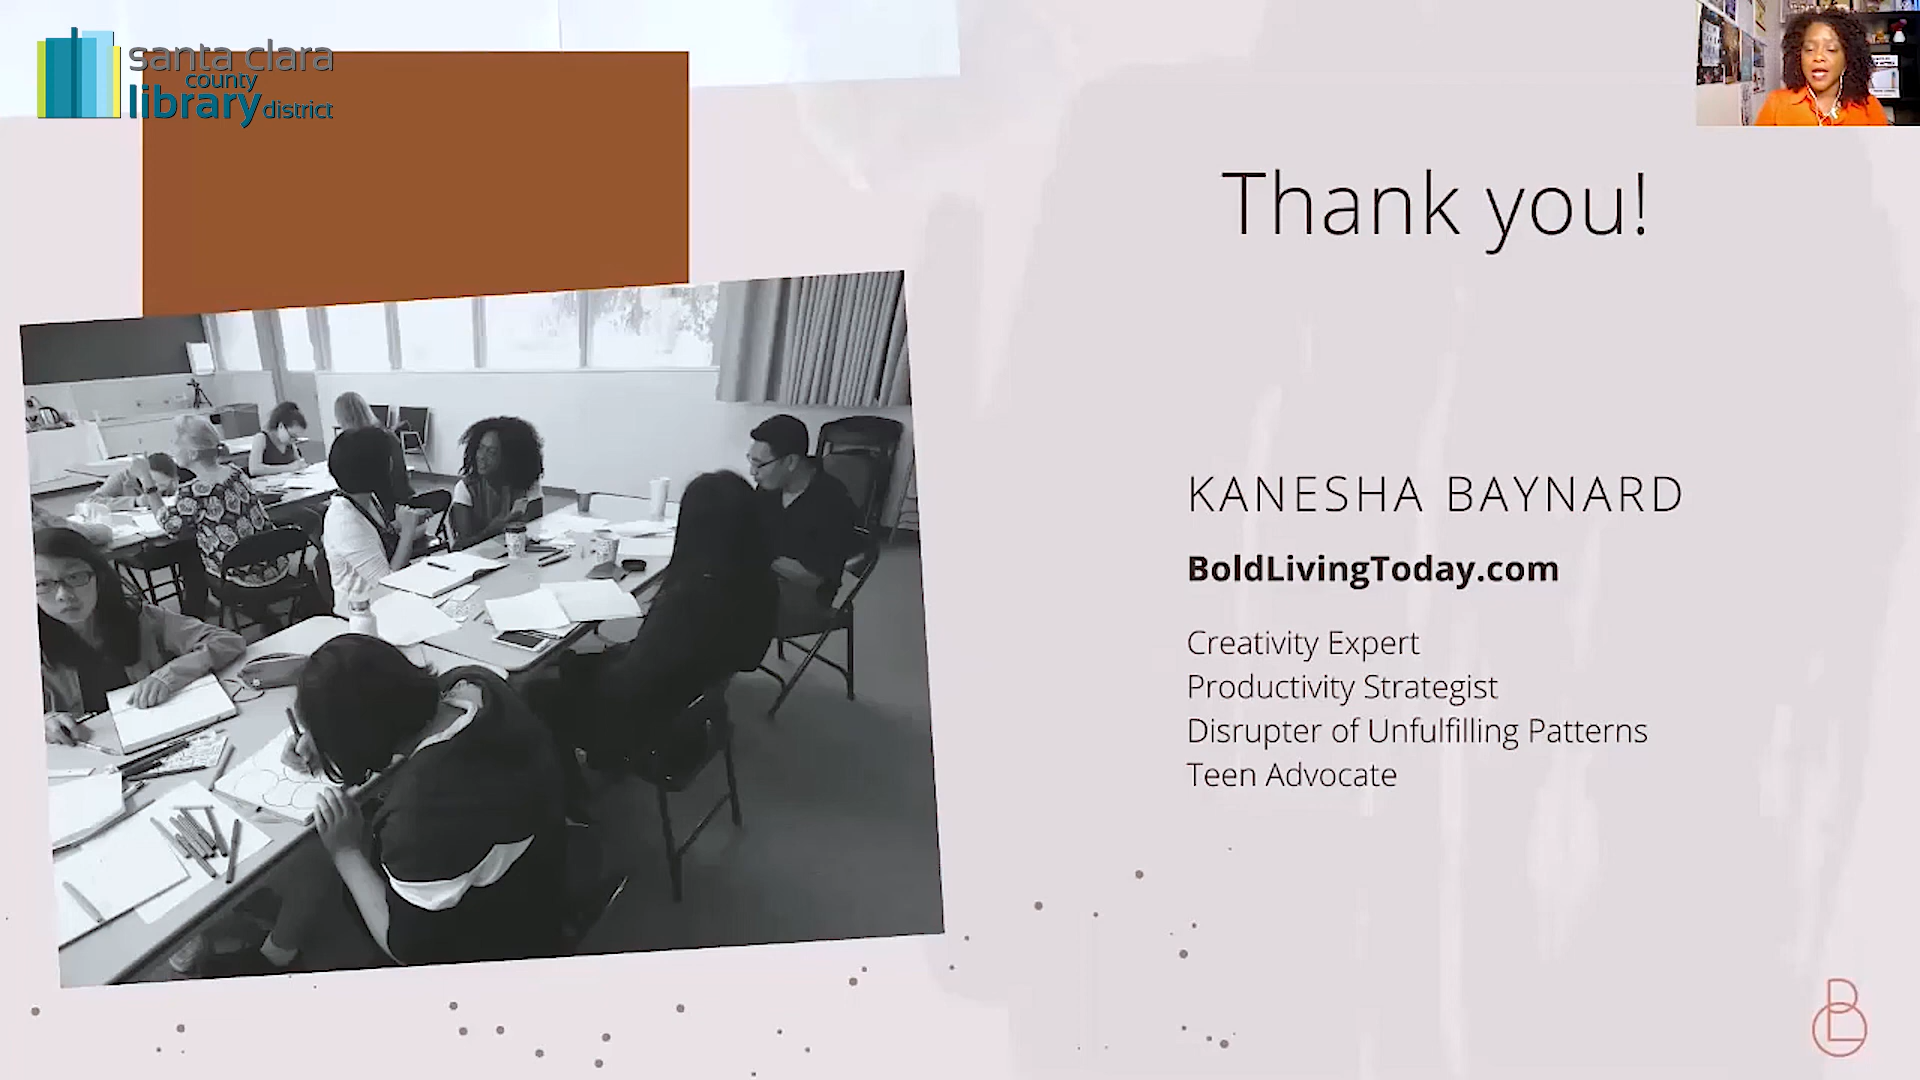 santa clara
county
library district
Thank you!
KANESHA BAYNARD
BoldLivingToday.com
Creativity Expert
Productivity Strategist
Disrupter of Unfulfilling Patterns
Teen Advocate